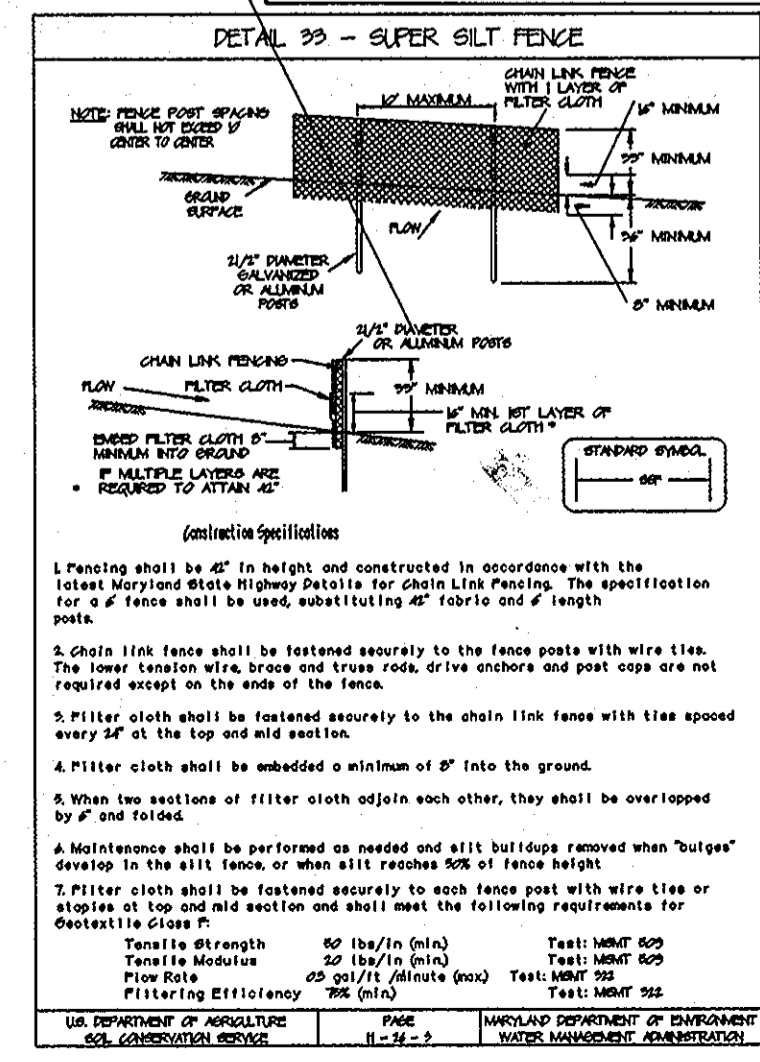 DETAIL 33 - SUPER SILT FENCE
NOTE: FENCE POST SPACING
SHALL NOT EXCEED 10'
CENTER TO CENTER
10' MAXIMUM
CHAIN LINK FENCE
WITH 1 LAYER OF
FILTER CLOTH
16" MINIMUM
33" MINIMUM
GROUND
SURFACE
FLOW
36" MINIMUM
8" MINIMUM
2 1/2" DIAMETER
GALVANIZED
OR ALUMINUM
POSTS
2 1/2" DIAMETER
OR ALUMINUM POSTS
CHAIN LINK FENCING
FLOW
FILTER CLOTH
33" MINIMUM
16" MIN. 1ST LAYER OF
FILTER CLOTH *
EMBED FILTER CLOTH 8"
MINIMUM INTO GROUND
IF MULTIPLE LAYERS ARE
* REQUIRED TO ATTAIN 42"
STANDARD SYMBOL
SSF
Construction Specifications
1. Fencing shall be 42" in height and constructed in accordance with the
latest Maryland State Highway Details for Chain Link Fencing. The specification
for a 6' fence shall be used, substituting 42" fabric and 6' length
posts.
2. Chain link fence shall be fastened securely to the fence posts with wire ties.
The lower tension wire, brace and truss rods, drive anchors and post caps are not
required except on the ends of the fence.
3. Filter cloth shall be fastened securely to the chain link fence with ties spaced
every 24" at the top and mid section.
4. Filter cloth shall be embedded a minimum of 8" into the ground.
5. When two sections of filter cloth adjoin each other, they shall be overlapped
by 6" and folded.
6. Maintenance shall be performed as needed and silt buildups removed when "bulges"
develop in the silt fence, or when silt reaches 50% of fence height
7. Filter cloth shall be fastened securely to each fence post with wire ties or
staples at top and mid section and shall meet the following requirements for
Geotextile Class F:
Tensile Strength 50 lbs/in (min.) Test: MSMT 509
Tensile Modulus 20 lbs/in (min.) Test: MSMT 509
Flow Rate 0.3 gal/ft /minute (max.) Test: MSMT 322
Filtering Efficiency 75% (min.) Test: MSMT 322
U.S. DEPARTMENT OF AGRICULTURE
SOIL CONSERVATION SERVICE
PAGE
H - 26 - 3
MARYLAND DEPARTMENT OF ENVIRONMENT
WATER MANAGEMENT ADMINISTRATION